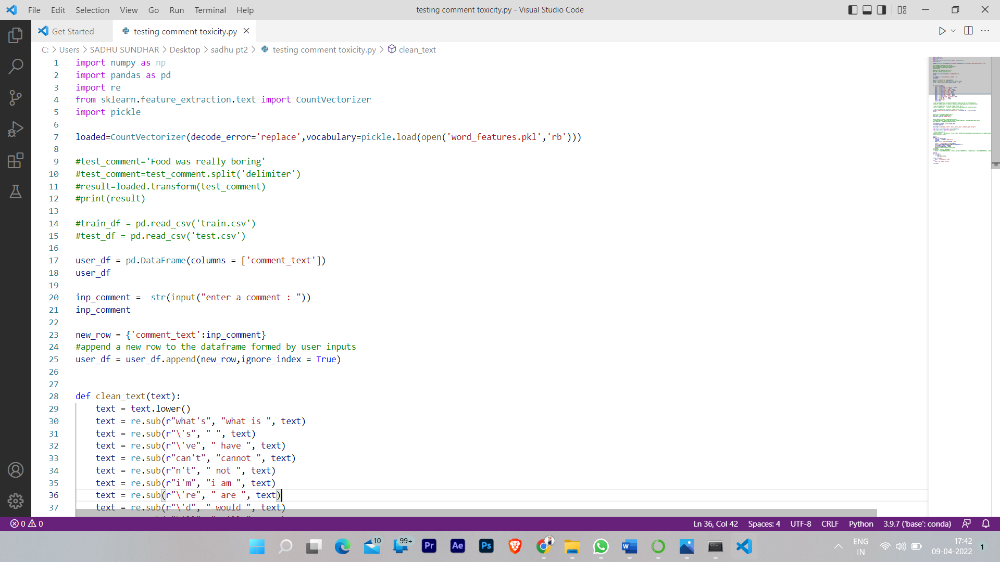 File Edit Selection View Go Run Terminal Help
testing comment toxicity.py - Visual Studio Code
Get Started
testing comment toxicity.py
C: > Users > SADHU SUNDHAR > Desktop > sadhu pt2 > testing comment toxicity.py > clean_text
1 import numpy as np
2 import pandas as pd
3 import re
4 from sklearn.feature_extraction.text import CountVectorizer
5 import pickle
6
7 loaded=CountVectorizer(decode_error='replace',vocabulary=pickle.load(open('word_features.pkl','rb')))
8
9 #test_comment='Food was really boring'
10 #test_comment=test_comment.split('delimiter')
11 #result=loaded.transform(test_comment)
12 #print(result)
13
14 #train_df = pd.read_csv('train.csv')
15 #test_df = pd.read_csv('test.csv')
16
17 user_df = pd.DataFrame(columns = ['comment_text'])
18 user_df
19
20 inp_comment =  str(input("enter a comment : "))
21 inp_comment
22
23 new_row = {'comment_text':inp_comment}
24 #append a new row to the dataframe formed by user inputs
25 user_df = user_df.append(new_row,ignore_index = True)
26
27
28 def clean_text(text):
29     text = text.lower()
30     text = re.sub(r"what's", "what is ", text)
31     text = re.sub(r"\'s", " ", text)
32     text = re.sub(r"\'ve", " have ", text)
33     text = re.sub(r"can't", "cannot ", text)
34     text = re.sub(r"n't", " not ", text)
35     text = re.sub(r"i'm", "i am ", text)
36     text = re.sub(r"\'re", " are ", text)
37     text = re.sub(r"\'d", " would ", text)
0 0
Ln 36, Col 42 Spaces: 4 UTF-8 CRLF Python 3.9.7 ('base': conda)
10
99+
Pr
Ae
Ps
W
ENG
IN
17:42
09-04-2022
1